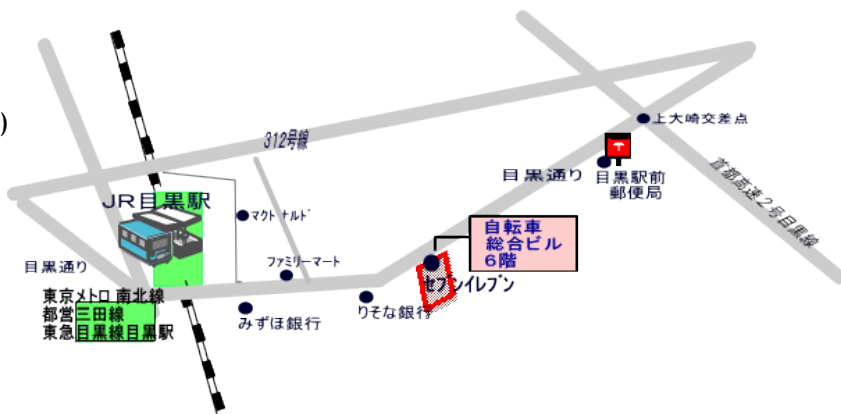 )
上大崎交差点
312号線
目黒通り
目黒駅前
郵便局
首都高速2号目黒線
JR目黒駅
マクドナルド
自転車
総合ビル
6階
目黒通り
ファミリーマート
セブンイレブン
東京メトロ 南北線
都営三田線
東急目黒線目黒駅
みずほ銀行
りそな銀行